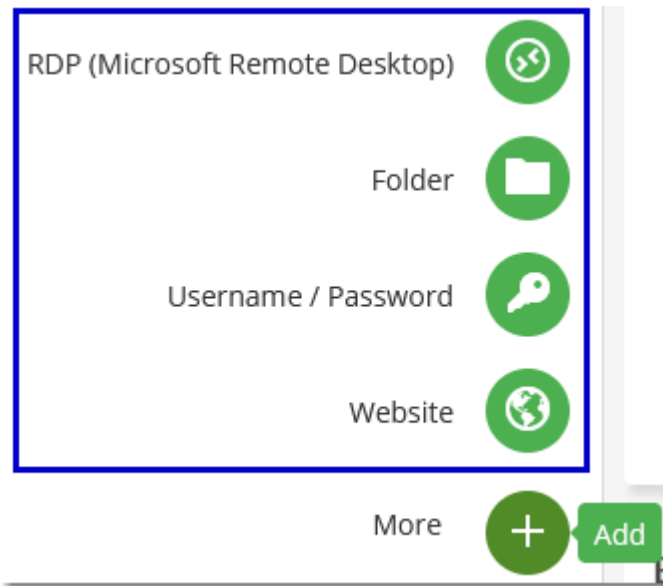 RDP (Microsoft Remote Desktop)
Folder
Username / Password
Website
More
Add